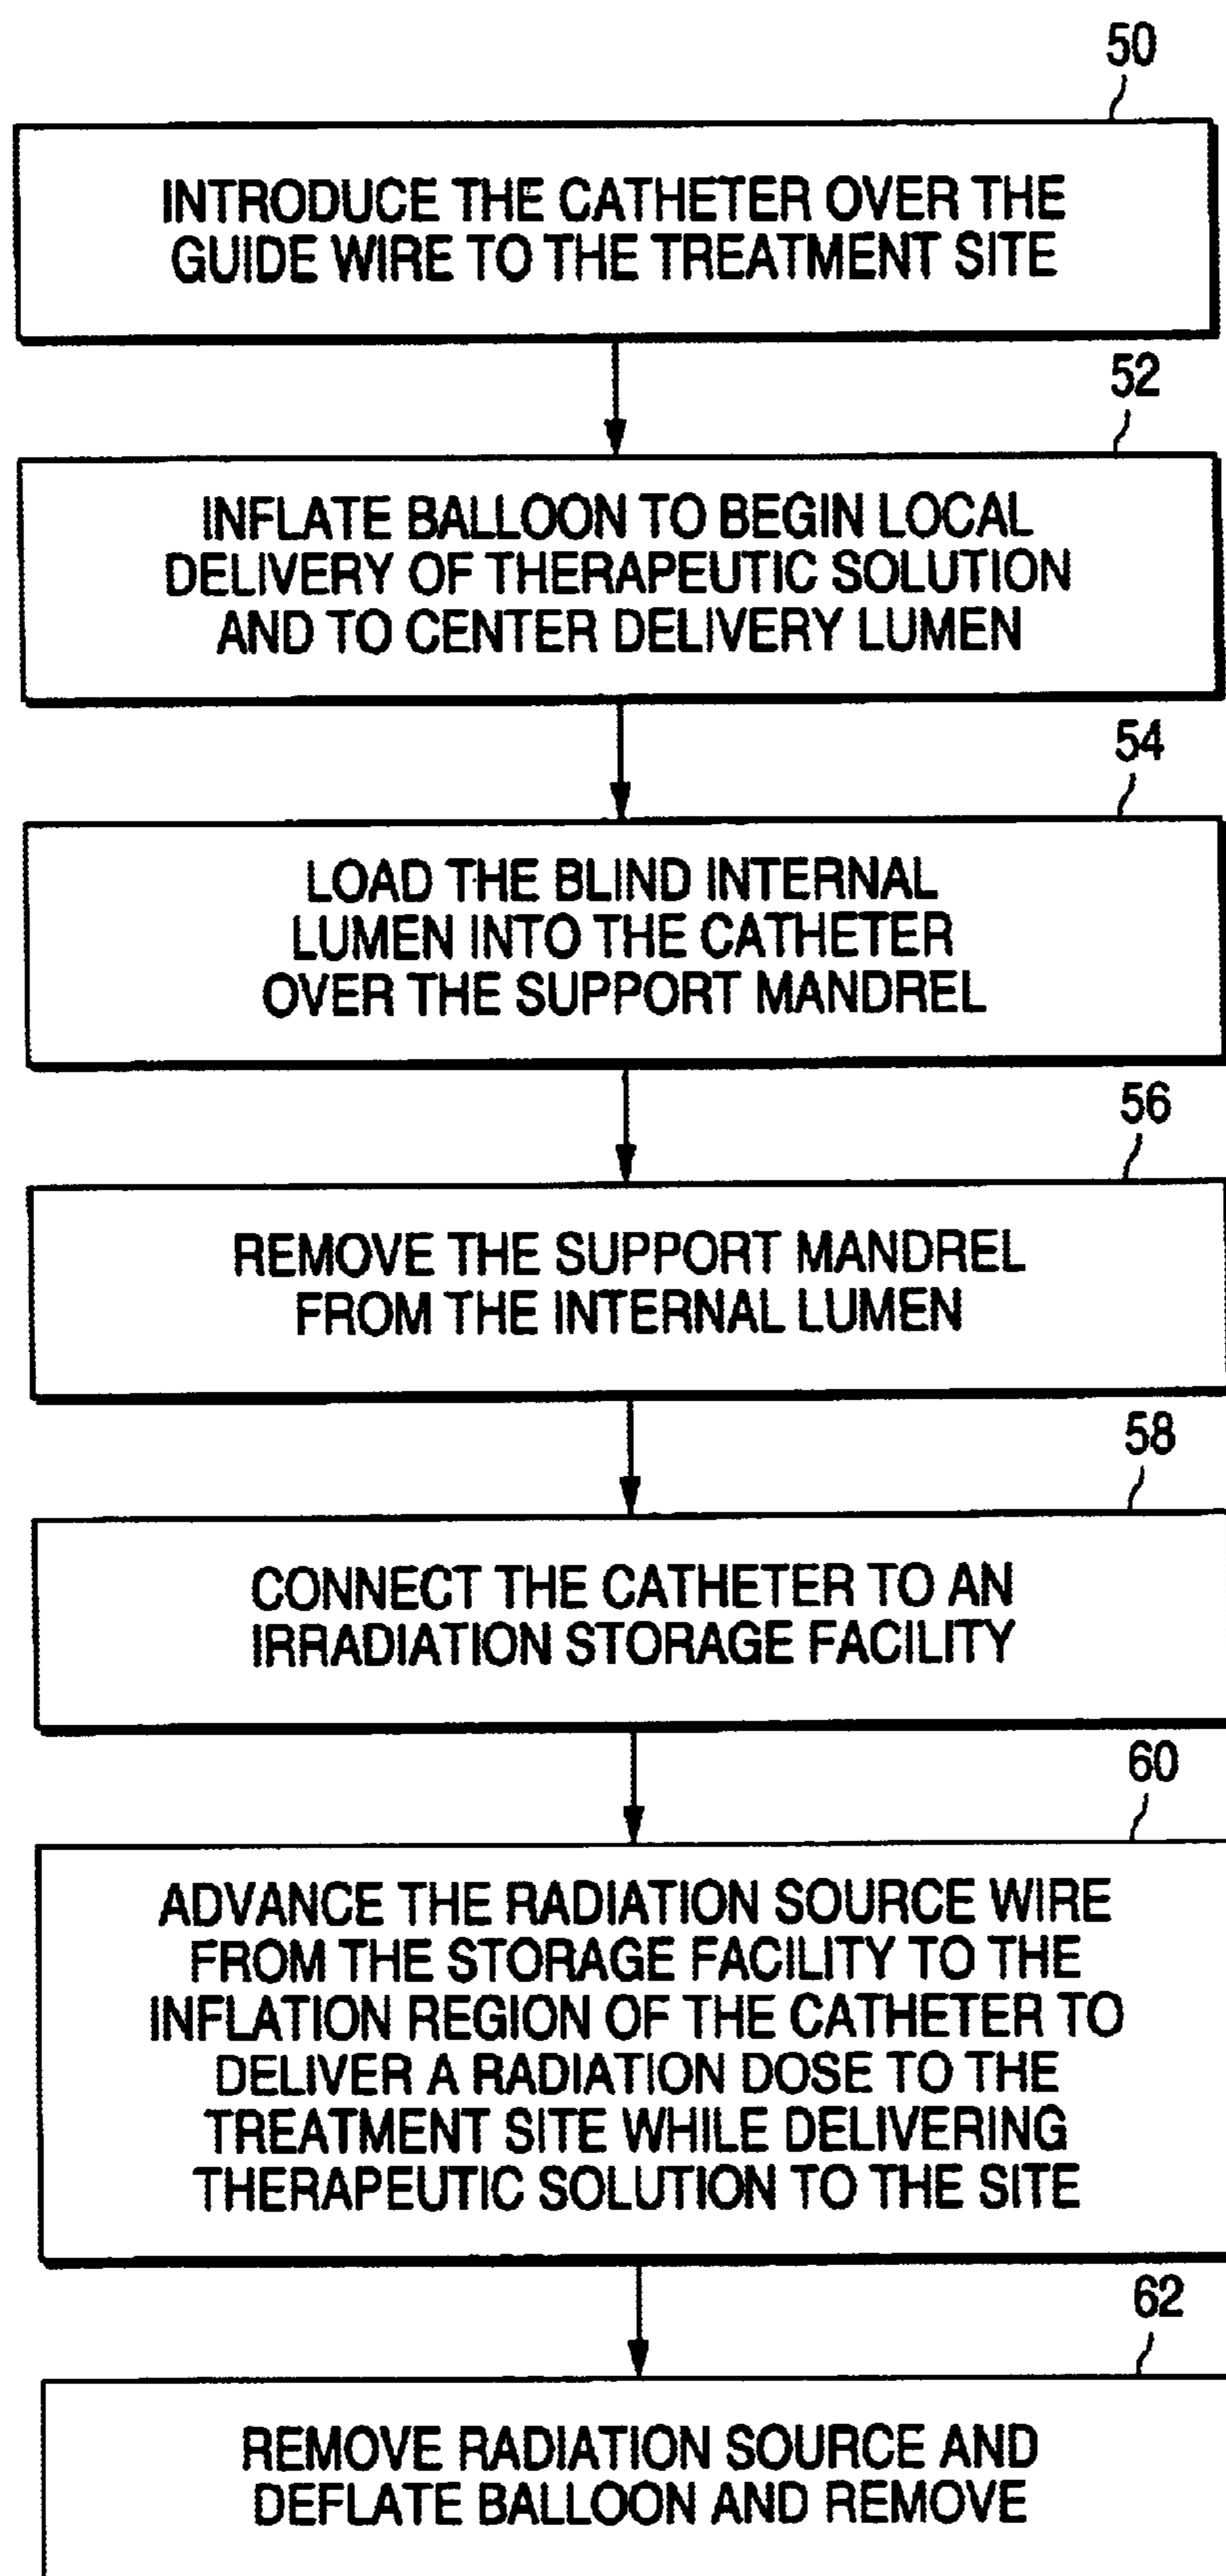 50
INTRODUCE THE CATHETER OVER THE
GUIDE WIRE TO THE TREATMENT SITE
52
INFLATE BALLOON TO BEGIN LOCAL
DELIVERY OF THERAPEUTIC SOLUTION
AND TO CENTER DELIVERY LUMEN
54
LOAD THE BLIND INTERNAL
LUMEN INTO THE CATHETER
OVER THE SUPPORT MANDREL
56
REMOVE THE SUPPORT MANDREL
FROM THE INTERNAL LUMEN
58
CONNECT THE CATHETER TO AN
IRRADIATION STORAGE FACILITY
60
ADVANCE THE RADIATION SOURCE WIRE
FROM THE STORAGE FACILITY TO THE
INFLATION REGION OF THE CATHETER TO
DELIVER A RADIATION DOSE TO THE
TREATMENT SITE WHILE DELIVERING
THERAPEUTIC SOLUTION TO THE SITE
62
REMOVE RADIATION SOURCE AND
DEFLATE BALLOON AND REMOVE